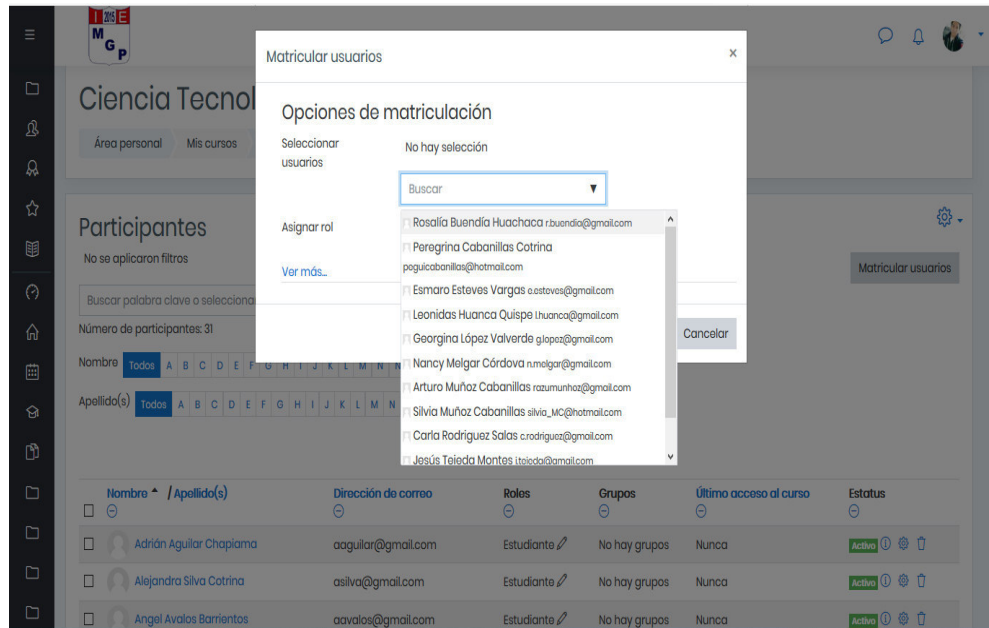 I 2015 E
M
G
P
Matricular usuarios
×
Ciencia Tecnol
Área personal Mis cursos
Opciones de matriculación
Seleccionar usuarios
No hay selección
Buscar ▼
Asignar rol
Rosalía Buendía Huachaca r.buendia@gmail.com
Peregrina Cabanillas Cotrina
peguicabanillas@hotmail.com
Esmaro Esteves Vargas e.esteves@gmail.com
Leonidas Huanca Quispe l.huanca@gmail.com
Georgina López Valverde g.lopez@gmail.com
Nancy Melgar Córdova n.melgar@gmail.com
Arturo Muñoz Cabanillas razumunhoz@gmail.com
Silvia Muñoz Cabanillas silvia_MC@hotmail.com
Carla Rodriguez Salas c.rodriguez@gmail.com
Jesús Tejeda Montes j.tejeda@gmail.com
Ver más...
Cancelar
Participantes
No se aplicaron filtros
Matricular usuarios
Buscar palabra clave o selecciona
Número de participantes: 31
Nombre Todos A B C D E F G H I J K L M N N
Apellido(s) Todos A B C D E F G H I J K L M N
Nombre / Apellido(s) Dirección de correo Roles Grupos Último acceso al curso Estatus
Adrián Aguilar Chapiama aaguilar@gmail.com Estudiante No hay grupos Nunca Activo
Alejandra Silva Cotrina asilva@gmail.com Estudiante No hay grupos Nunca Activo
Angel Avalos Barrientos aavalos@gmail.com Estudiante No hay grupos Nunca Activo